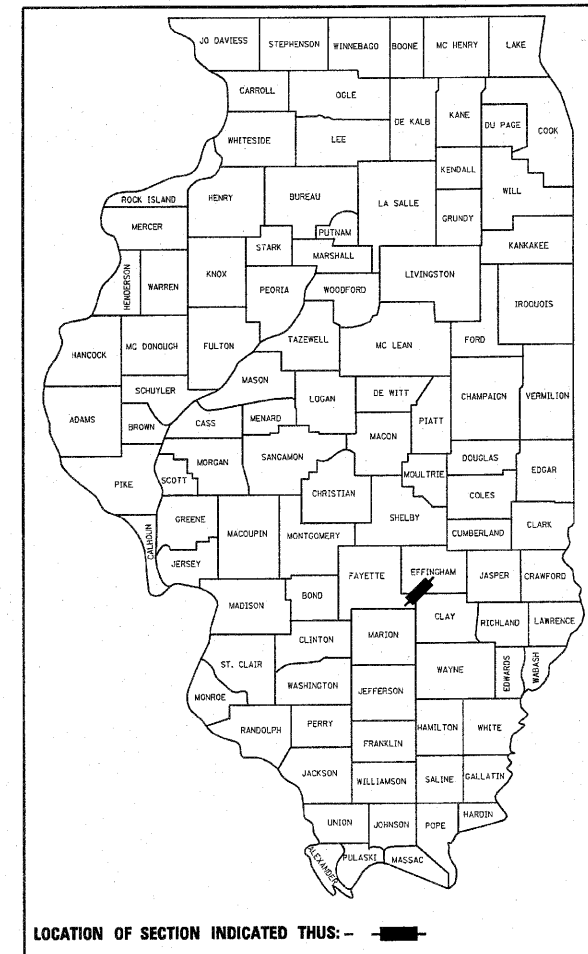 JO DAVIESS
STEPHENSON
WINNEBAGO
BOONE
MC HENRY
LAKE
CARROLL
OGLE
DE KALB
KANE
DU PAGE
COOK
WHITESIDE
LEE
KENDALL
WILL
ROCK ISLAND
HENRY
BUREAU
LA SALLE
GRUNDY
MERCER
PUTNAM
STARK
MARSHALL
KANKAKEE
HENDERSON
WARREN
KNOX
PEORIA
WOODFORD
LIVINGSTON
IROQUOIS
HANCOCK
MC DONOUGH
FULTON
TAZEWELL
MC LEAN
FORD
SCHUYLER
MASON
LOGAN
DE WITT
CHAMPAIGN
VERMILION
ADAMS
BROWN
CASS
MENARD
MACON
PIATT
PIKE
SCOTT
MORGAN
SANGAMON
MOULTRIE
DOUGLAS
EDGAR
CHRISTIAN
COLES
CALHOUN
GREENE
MACOUPIN
MONTGOMERY
SHELBY
CUMBERLAND
CLARK
JERSEY
FAYETTE
EFFINGHAM
JASPER
CRAWFORD
MADISON
BOND
CLAY
RICHLAND
LAWRENCE
CLINTON
MARION
ST. CLAIR
WAYNE
EDWARDS
WABASH
MONROE
WASHINGTON
JEFFERSON
RANDOLPH
PERRY
HAMILTON
WHITE
FRANKLIN
JACKSON
WILLIAMSON
SALINE
GALLATIN
UNION
JOHNSON
POPE
HARDIN
ALEXANDER
PULASKI
MASSAC
LOCATION OF SECTION INDICATED THUS: -